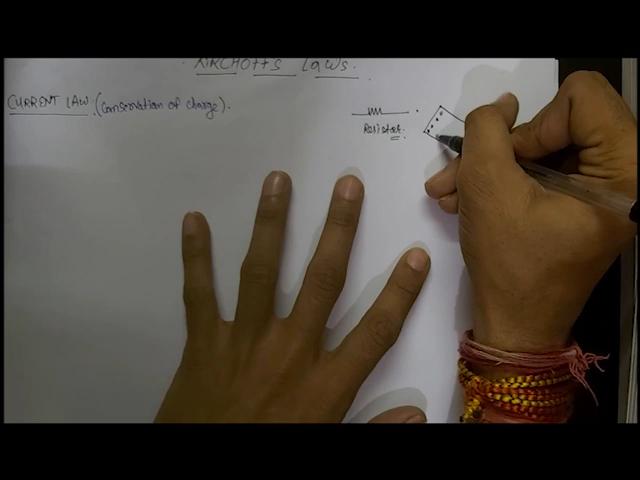 KIRCHOFFS LAWS.
CURRENT LAW. (Conservation of charge).
Resistor.